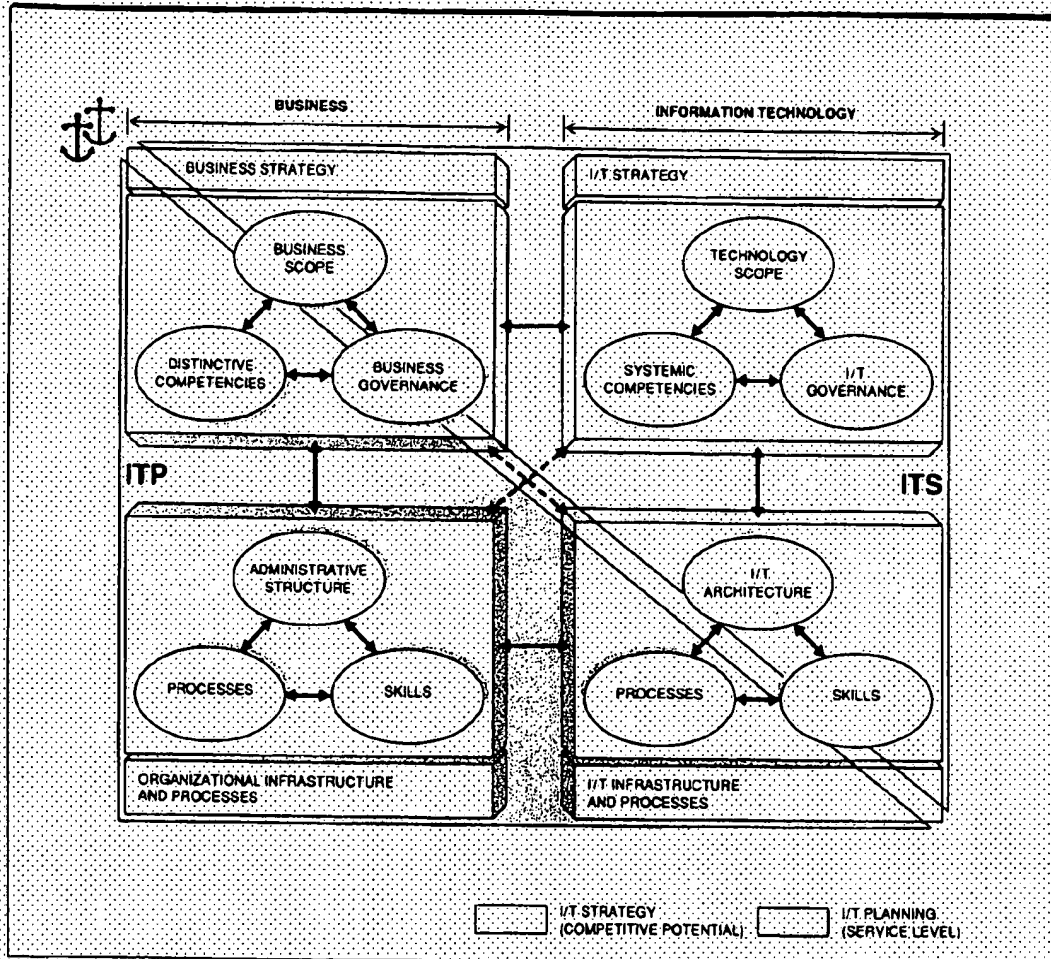 BUSINESS
INFORMATION TECHNOLOGY
BUSINESS STRATEGY
I/T STRATEGY
BUSINESS
SCOPE
TECHNOLOGY
SCOPE
DISTINCTIVE
COMPETENCIES
BUSINESS
GOVERNANCE
SYSTEMIC
COMPETENCIES
I/T
GOVERNANCE
ITP
ITS
ADMINISTRATIVE
STRUCTURE
I/T
ARCHITECTURE
PROCESSES
SKILLS
PROCESSES
SKILLS
ORGANIZATIONAL INFRASTRUCTURE
AND PROCESSES
I/T INFRASTRUCTURE
AND PROCESSES
I/T STRATEGY
(COMPETITIVE POTENTIAL)
I/T PLANNING
(SERVICE LEVEL)